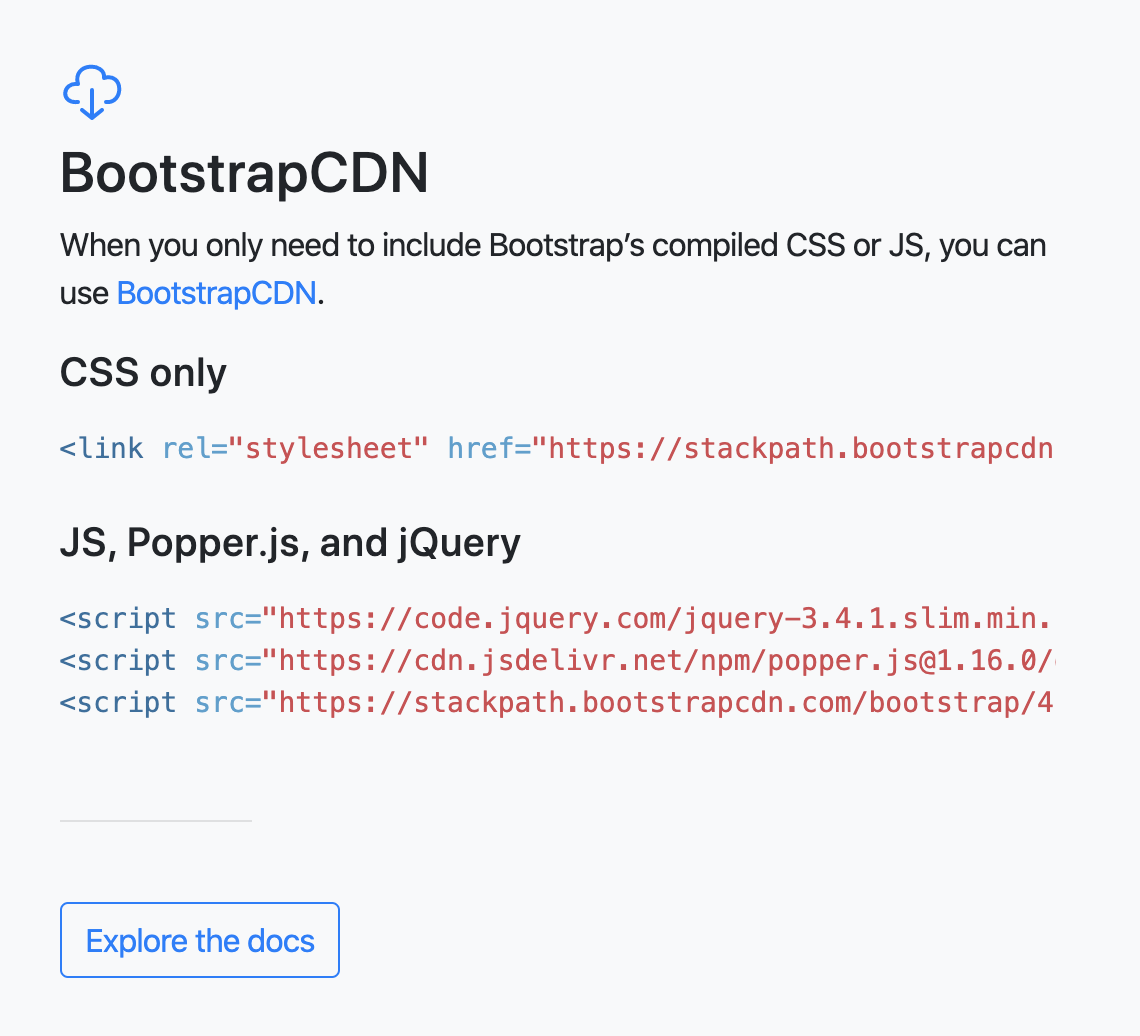 BootstrapCDN
When you only need to include Bootstrap’s compiled CSS or JS, you can
use BootstrapCDN.
CSS only
<link rel="stylesheet" href="https://stackpath.bootstrapcdn
JS, Popper.js, and jQuery
<script src="https://code.jquery.com/jquery-3.4.1.slim.min.
<script src="https://cdn.jsdelivr.net/npm/popper.js@1.16.0/
<script src="https://stackpath.bootstrapcdn.com/bootstrap/4
Explore the docs